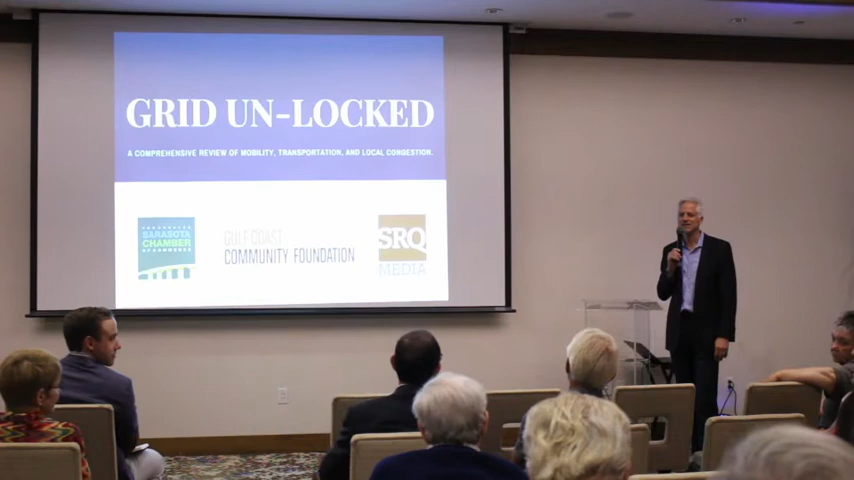 GRID UN-LOCKED
A COMPREHENSIVE REVIEW OF MOBILITY, TRANSPORTATION, AND LOCAL CONGESTION.
SARASOTA
CHAMBER
OF COMMERCE
GULF COAST
COMMUNITY FOUNDATION
SRQ
MEDIA